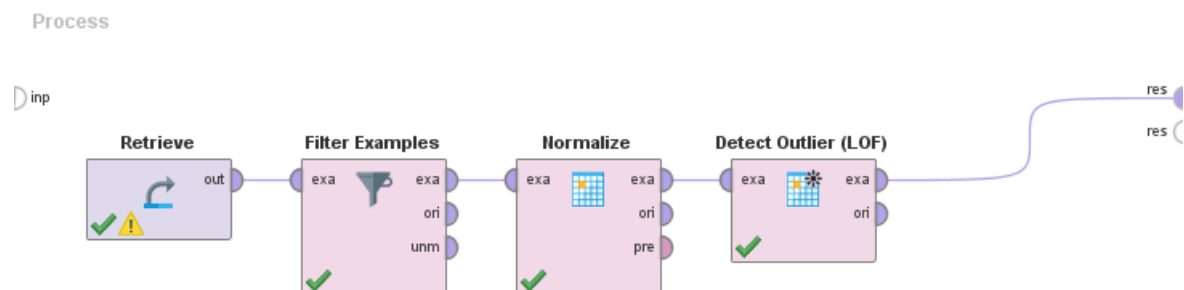 Process
inp
res
res
Retrieve
out
Filter Examples
exa
exa
ori
unm
Normalize
exa
exa
ori
pre
Detect Outlier (LOF)
exa
exa
ori